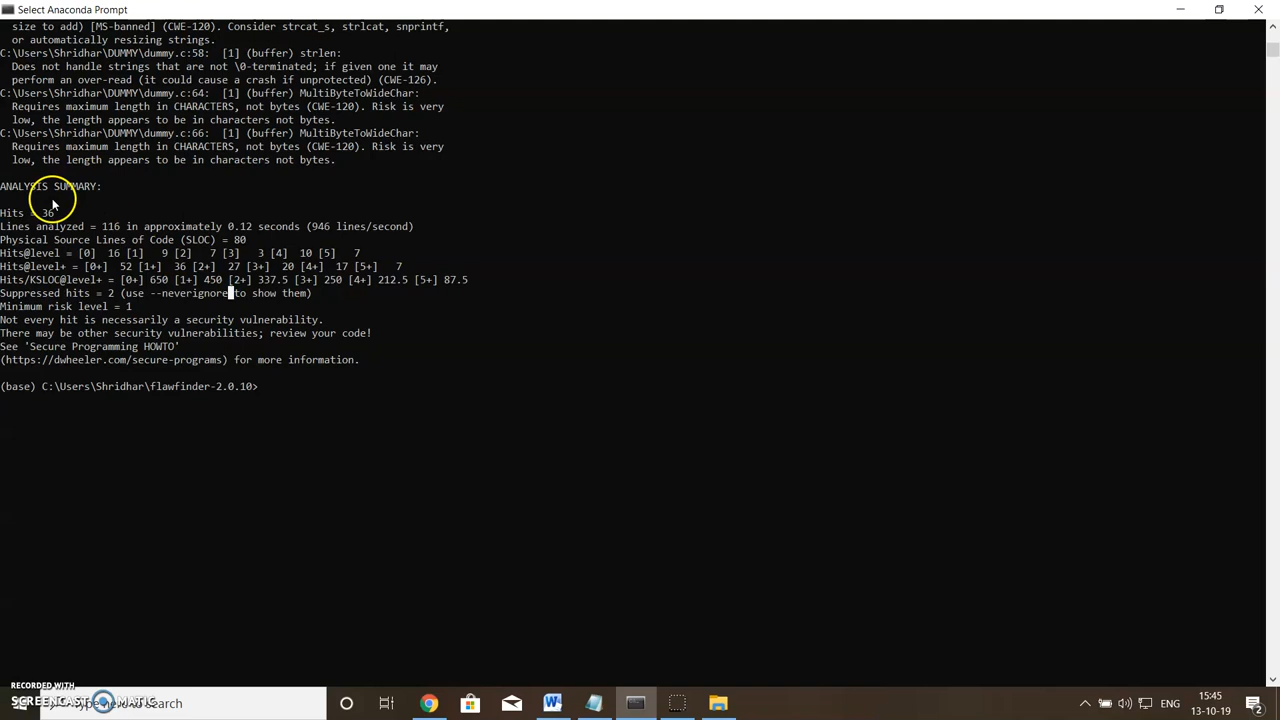 Select Anaconda Prompt
size to add) [MS-banned] (CWE-120). Consider strcat_s, strlcat, snprintf,
or automatically resizing strings.
C:\Users\Shridhar\DUMMY\dummy.c:58:  [1] (buffer) strlen:
Does not handle strings that are not \0-terminated; if given one it may
perform an over-read (it could cause a crash if unprotected) (CWE-126).
C:\Users\Shridhar\DUMMY\dummy.c:64:  [1] (buffer) MultiByteToWideChar:
Requires maximum length in CHARACTERS, not bytes (CWE-120). Risk is very
low, the length appears to be in characters not bytes.
C:\Users\Shridhar\DUMMY\dummy.c:66:  [1] (buffer) MultiByteToWideChar:
Requires maximum length in CHARACTERS, not bytes (CWE-120). Risk is very
low, the length appears to be in characters not bytes.
ANALYSIS SUMMARY:
Hits = 36
Lines analyzed = 116 in approximately 0.12 seconds (946 lines/second)
Physical Source Lines of Code (SLOC) = 80
Hits@level = [0]  16 [1]   9 [2]   7 [3]   3 [4]  10 [5]   7
Hits@level+ = [0+]  52 [1+]  36 [2+]  27 [3+]  20 [4+]  17 [5+]   7
Hits/KSLOC@level+ = [0+] 650 [1+] 450 [2+] 337.5 [3+] 250 [4+] 212.5 [5+] 87.5
Suppressed hits = 2 (use --neverignore to show them)
Minimum risk level = 1
Not every hit is necessarily a security vulnerability.
There may be other security vulnerabilities; review your code!
See 'Secure Programming HOWTO'
(https://dwheeler.com/secure-programs) for more information.
(base) C:\Users\Shridhar\flawfinder-2.0.10>
RECORDED WITH
SCREENCAST MATIC
here to search
ENG
15:45
13-10-19
2